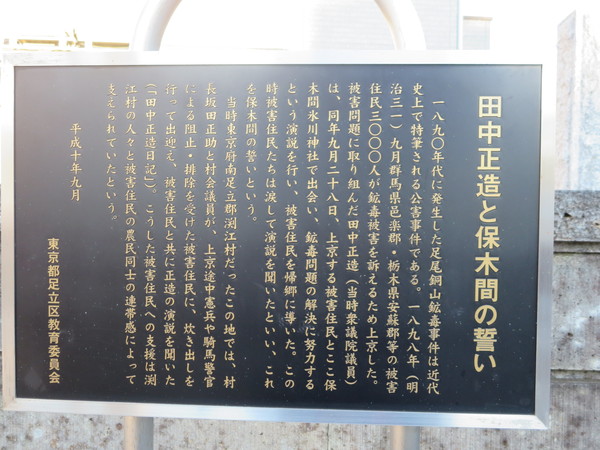 田中正造と保木間の誓い
一八九〇年代に発生した足尾銅山鉱毒事件は近代
史上で特筆される公害事件である。一八九八年（明
治三一）九月群馬県邑楽郡・栃木県安蘇郡等の被害
住民三〇〇〇人が鉱毒被害を訴えるため上京した。
被害問題に取り組んだ田中正造（当時衆議院議員）
は、同年九月二十八日、上京する被害住民とここ保
木間氷川神社で出会い、鉱毒問題の解決に努力する
という演説を行い、被害住民を帰郷に導いた。この
時被害住民たちは涙して演説を聞いたといい、これ
を保木間の誓いという。
当時東京府南足立郡渕江村だったこの地では、村
長坂田正助と村会議員が、上京途中憲兵や騎馬警官
による阻止・排除を受けた被害住民に、炊き出しを
行って出迎え、被害住民と共に正造の演説を聞いた
（『田中正造日記』）。こうした被害住民への支援は渕
江村の人々と被害住民の農民同士の連帯感によって
支えられていたという。
平成十年九月
東京都足立区教育委員会